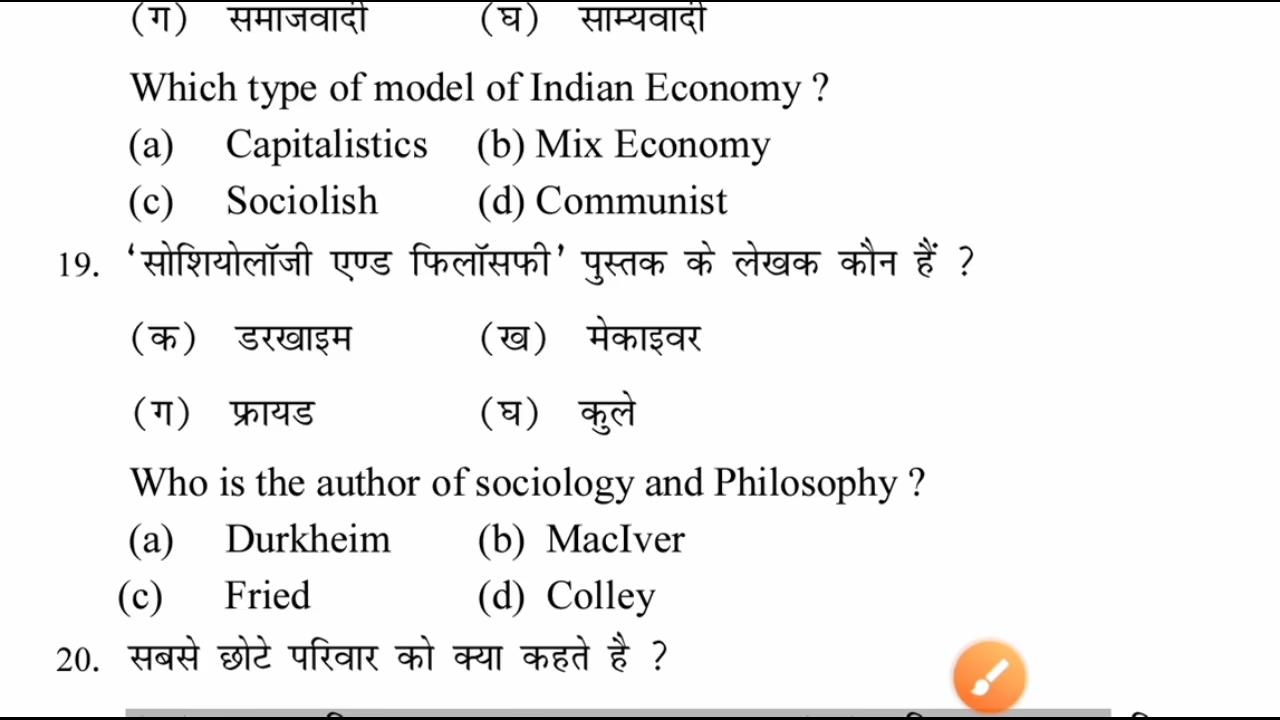 (ग) समाजवादी (घ) साम्यवादी
Which type of model of Indian Economy ?
(a) Capitalistics (b) Mix Economy
(c) Sociolish (d) Communist
19. ‘सोशियोलॉजी एण्ड फिलॉसफी’ पुस्तक के लेखक कौन हैं ?
(क) डरखाइम (ख) मेकाइवर
(ग) फ्रायड (घ) कुले
Who is the author of sociology and Philosophy ?
(a) Durkheim (b) MacIver
(c) Fried (d) Colley
20. सबसे छोटे परिवार को क्या कहते है ?